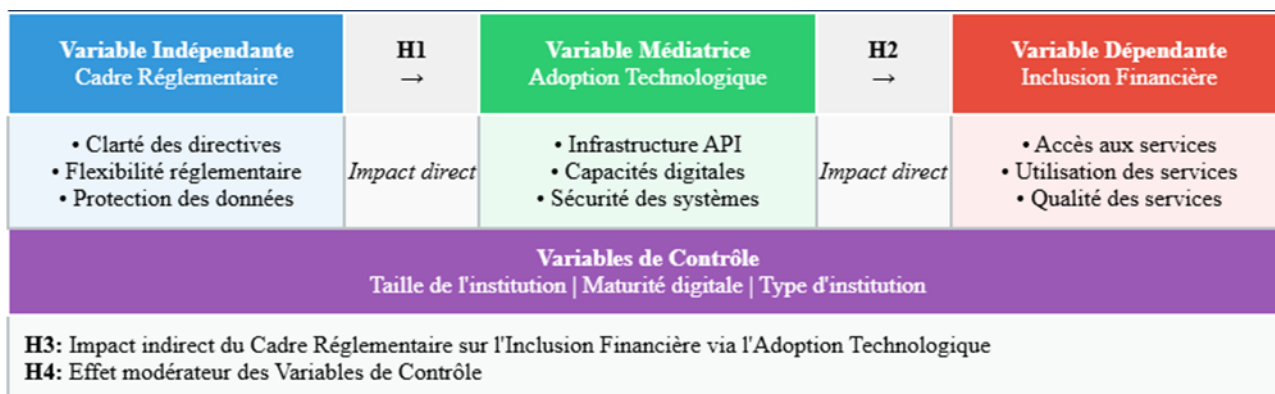 Variable Indépendante
Cadre Réglementaire
H1
→
Variable Médiatrice
Adoption Technologique
H2
→
Variable Dépendante
Inclusion Financière
• Clarté des directives
• Flexibilité réglementaire
• Protection des données
Impact direct
• Infrastructure API
• Capacités digitales
• Sécurité des systèmes
Impact direct
• Accès aux services
• Utilisation des services
• Qualité des services
Variables de Contrôle
Taille de l'institution | Maturité digitale | Type d'institution
H3: Impact indirect du Cadre Réglementaire sur l'Inclusion Financière via l'Adoption Technologique
H4: Effet modérateur des Variables de Contrôle